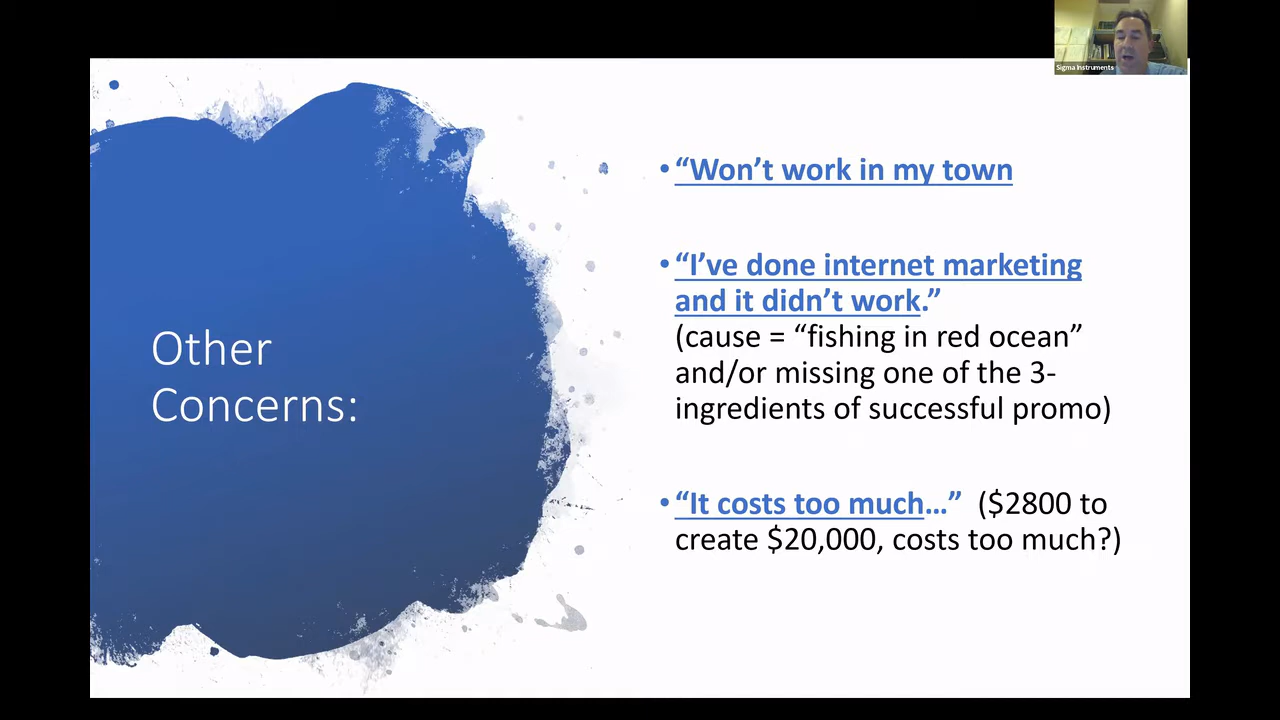 Sigma Instruments
Other
Concerns:
•“Won’t work in my town
•“I’ve done internet marketing
and it didn’t work.”
(cause = “fishing in red ocean”
and/or missing one of the 3-
ingredients of successful promo)
•“It costs too much…” ($2800 to
create $20,000, costs too much?)